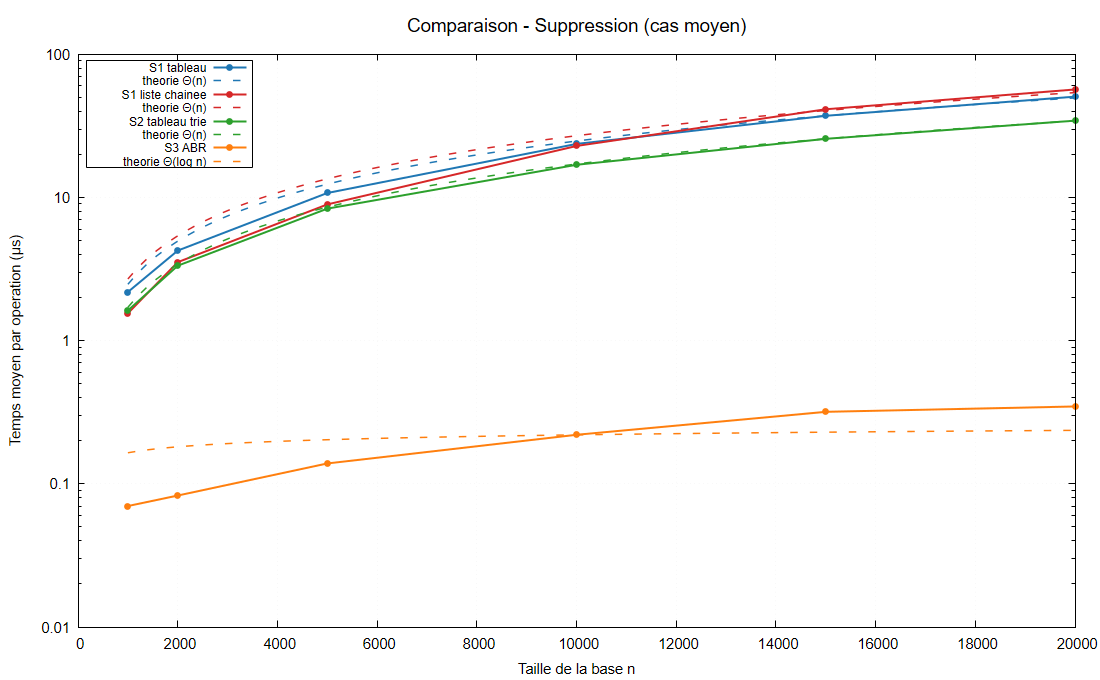 Comparaison - Suppression (cas moyen)
100
10
1
0.1
0.01
Temps moyen par operation (µs)
S1 tableau
theorie Θ(n)
S1 liste chainee
theorie Θ(n)
S2 tableau trie
theorie Θ(n)
S3 ABR
theorie Θ(log n)
0 2000 4000 6000 8000 10000 12000 14000 16000 18000 20000
Taille de la base n